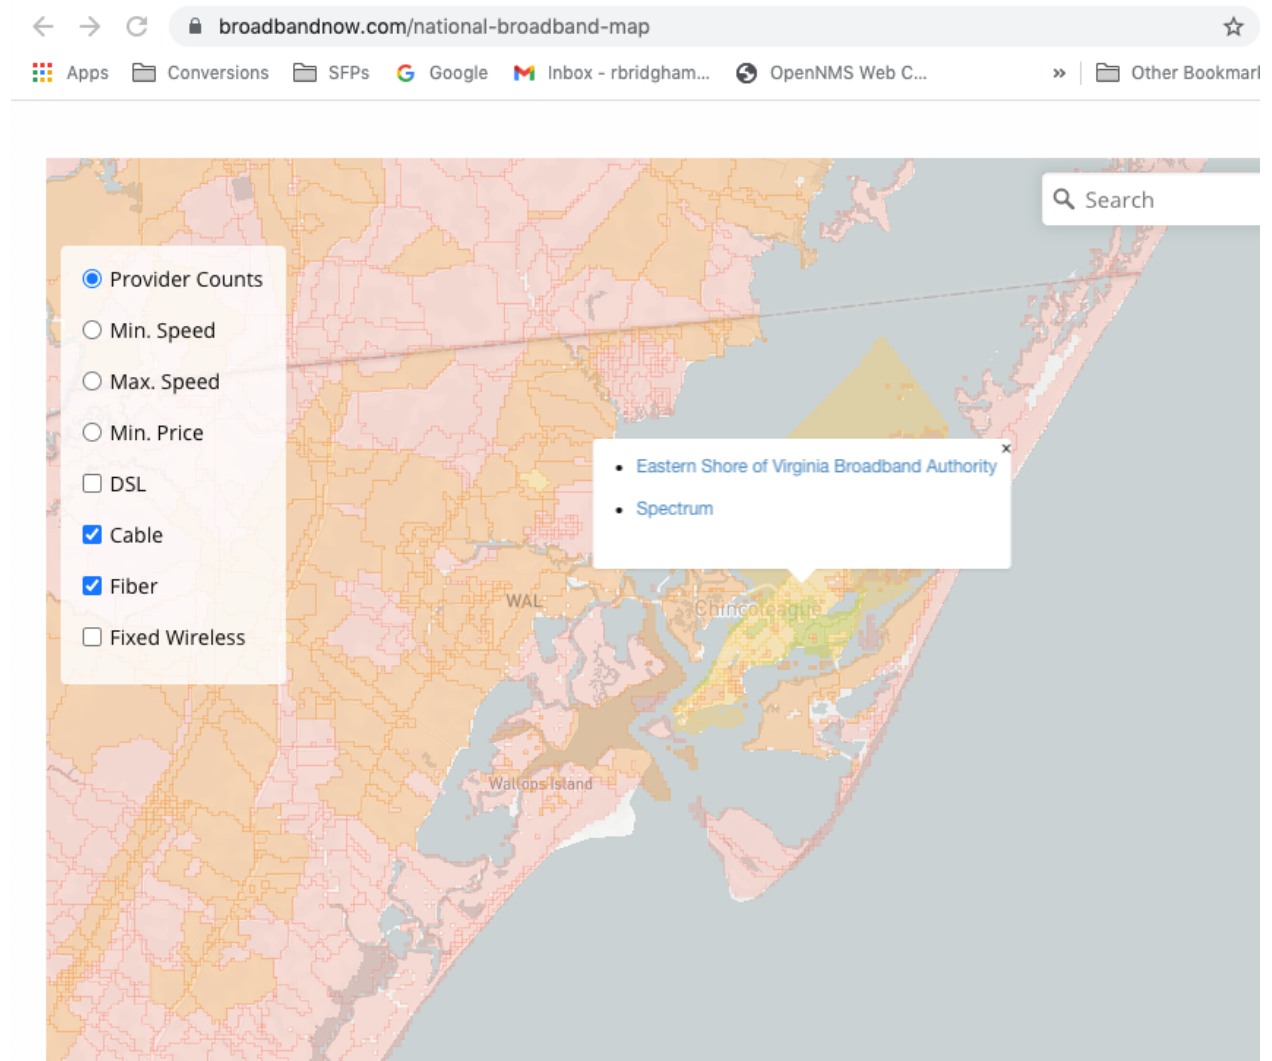 broadbandnow.com/national-broadband-map
Apps Conversions SFPs Google Inbox - rbridgham... OpenNMS Web C... » Other Bookmar
Search
Provider Counts
Min. Speed
Max. Speed
Min. Price
DSL
Cable
Fiber
Fixed Wireless
×
• Eastern Shore of Virginia Broadband Authority
• Spectrum
WAL
Chincoteague
Wallops Island